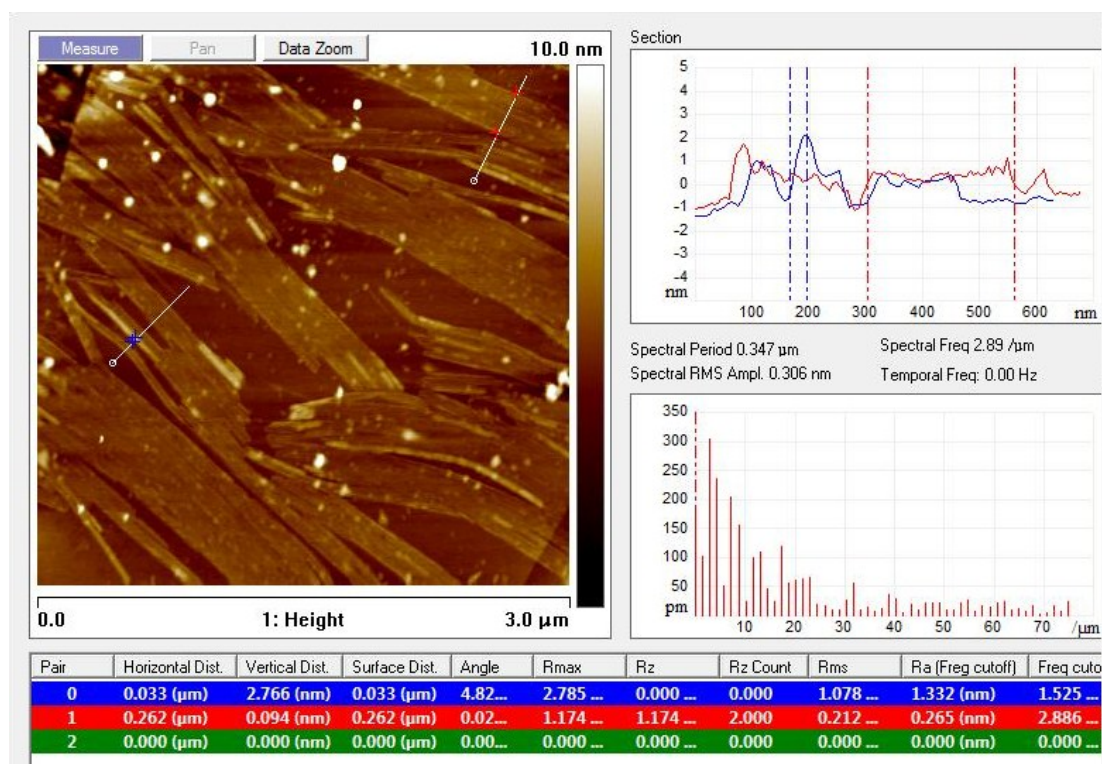 Measure Pan Data Zoom 10.0 nm
0.0 1: Height 3.0 µm
Section
5
4
3
2
1
0
-1
-2
-3
-4
nm
100 200 300 400 500 600 nm
Spectral Period 0.347 µm Spectral Freq 2.89 /µm
Spectral RMS Ampl. 0.306 nm Temporal Freq: 0.00 Hz
350
300
250
200
150
100
50
pm
10 20 30 40 50 60 70 /µm
Pair Horizontal Dist. Vertical Dist. Surface Dist. Angle Rmax Rz Rz Count Rms Ra (Freq cutoff) Freq cuto
0 0.033 (µm) 2.766 (nm) 0.033 (µm) 4.82... 2.785 ... 0.000 ... 0.000 1.078 ... 1.332 (nm) 1.525 ...
1 0.262 (µm) 0.094 (nm) 0.262 (µm) 0.02... 1.174 ... 1.174 ... 2.000 0.212 ... 0.265 (nm) 2.886 ...
2 0.000 (µm) 0.000 (nm) 0.000 (µm) 0.00... 0.000 ... 0.000 ... 0.000 0.000 ... 0.000 (nm) 0.000 ...